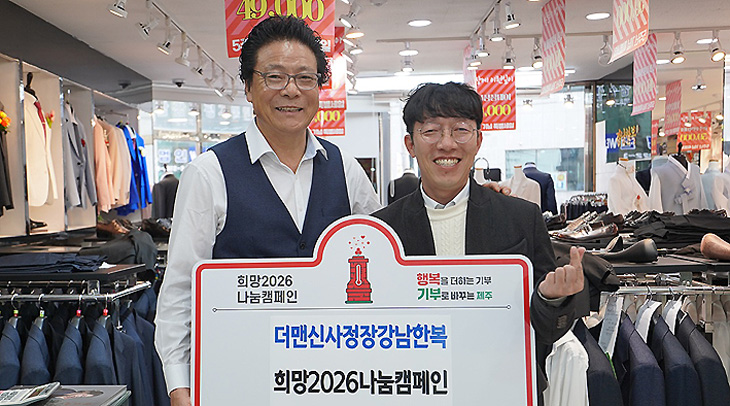 49,000
희망2026
나눔캠페인
행복을 더하는 기부
기부로 바꾸는 제주
더맨신사정장강남한복
희망2026나눔캠페인